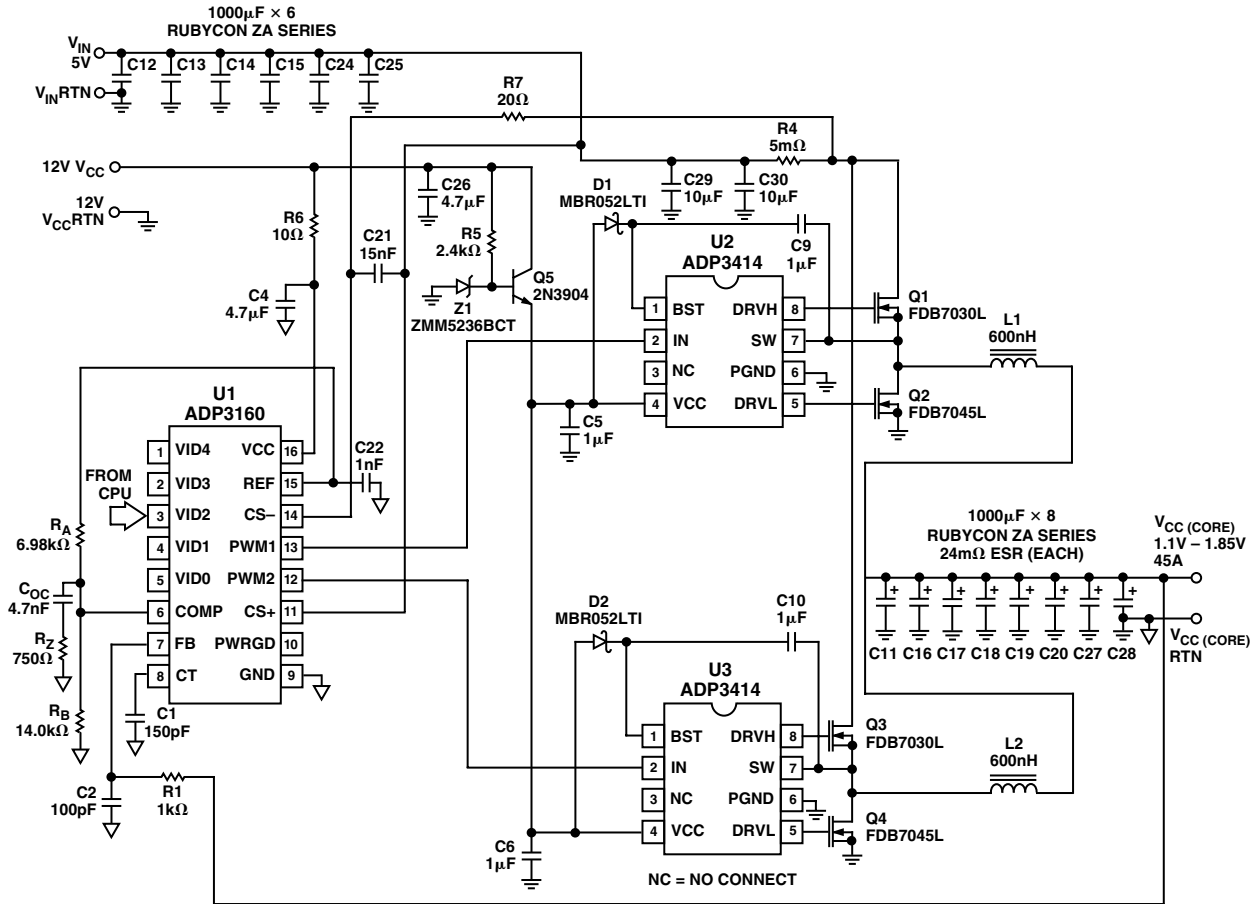 1000µF × 6
RUBYCON ZA SERIES
VIN
5V
C12
C13
C14
C15
C24
C25
VINRTN
R7
20Ω
R4
5mΩ
12V VCC
12V
VCCRTN
R6
10Ω
C26
4.7µF
C21
15nF
R5
2.4kΩ
Q5
2N3904
Z1
ZMM5236BCT
D1
MBR052LTI
C29
10µF
C30
10µF
C9
1µF
C4
4.7µF
U2
ADP3414
1 BST
2 IN
3 NC
4 VCC
DRVH 8
SW 7
PGND 6
DRVL 5
Q1
FDB7030L
L1
600nH
Q2
FDB7045L
C5
1µF
U1
ADP3160
1 VID4
2 VID3
3 VID2
4 VID1
5 VID0
6 COMP
7 FB
8 CT
VCC 16
REF 15
CS– 14
PWM1 13
PWM2 12
CS+ 11
PWRGD 10
GND 9
C22
1nF
FROM
CPU
RA
6.98kΩ
COC
4.7nF
RZ
750Ω
RB
14.0kΩ
C1
150pF
C2
100pF
R1
1kΩ
1000µF × 8
RUBYCON ZA SERIES
24mΩ ESR (EACH)
VCC (CORE)
1.1V – 1.85V
45A
+ + + + + + + +
C11 C16 C17 C18 C19 C20 C27 C28
VCC (CORE)
RTN
D2
MBR052LTI
C10
1µF
U3
ADP3414
1 BST
2 IN
3 NC
4 VCC
DRVH 8
SW 7
PGND 6
DRVL 5
Q3
FDB7030L
L2
600nH
Q4
FDB7045L
C6
1µF
NC = NO CONNECT